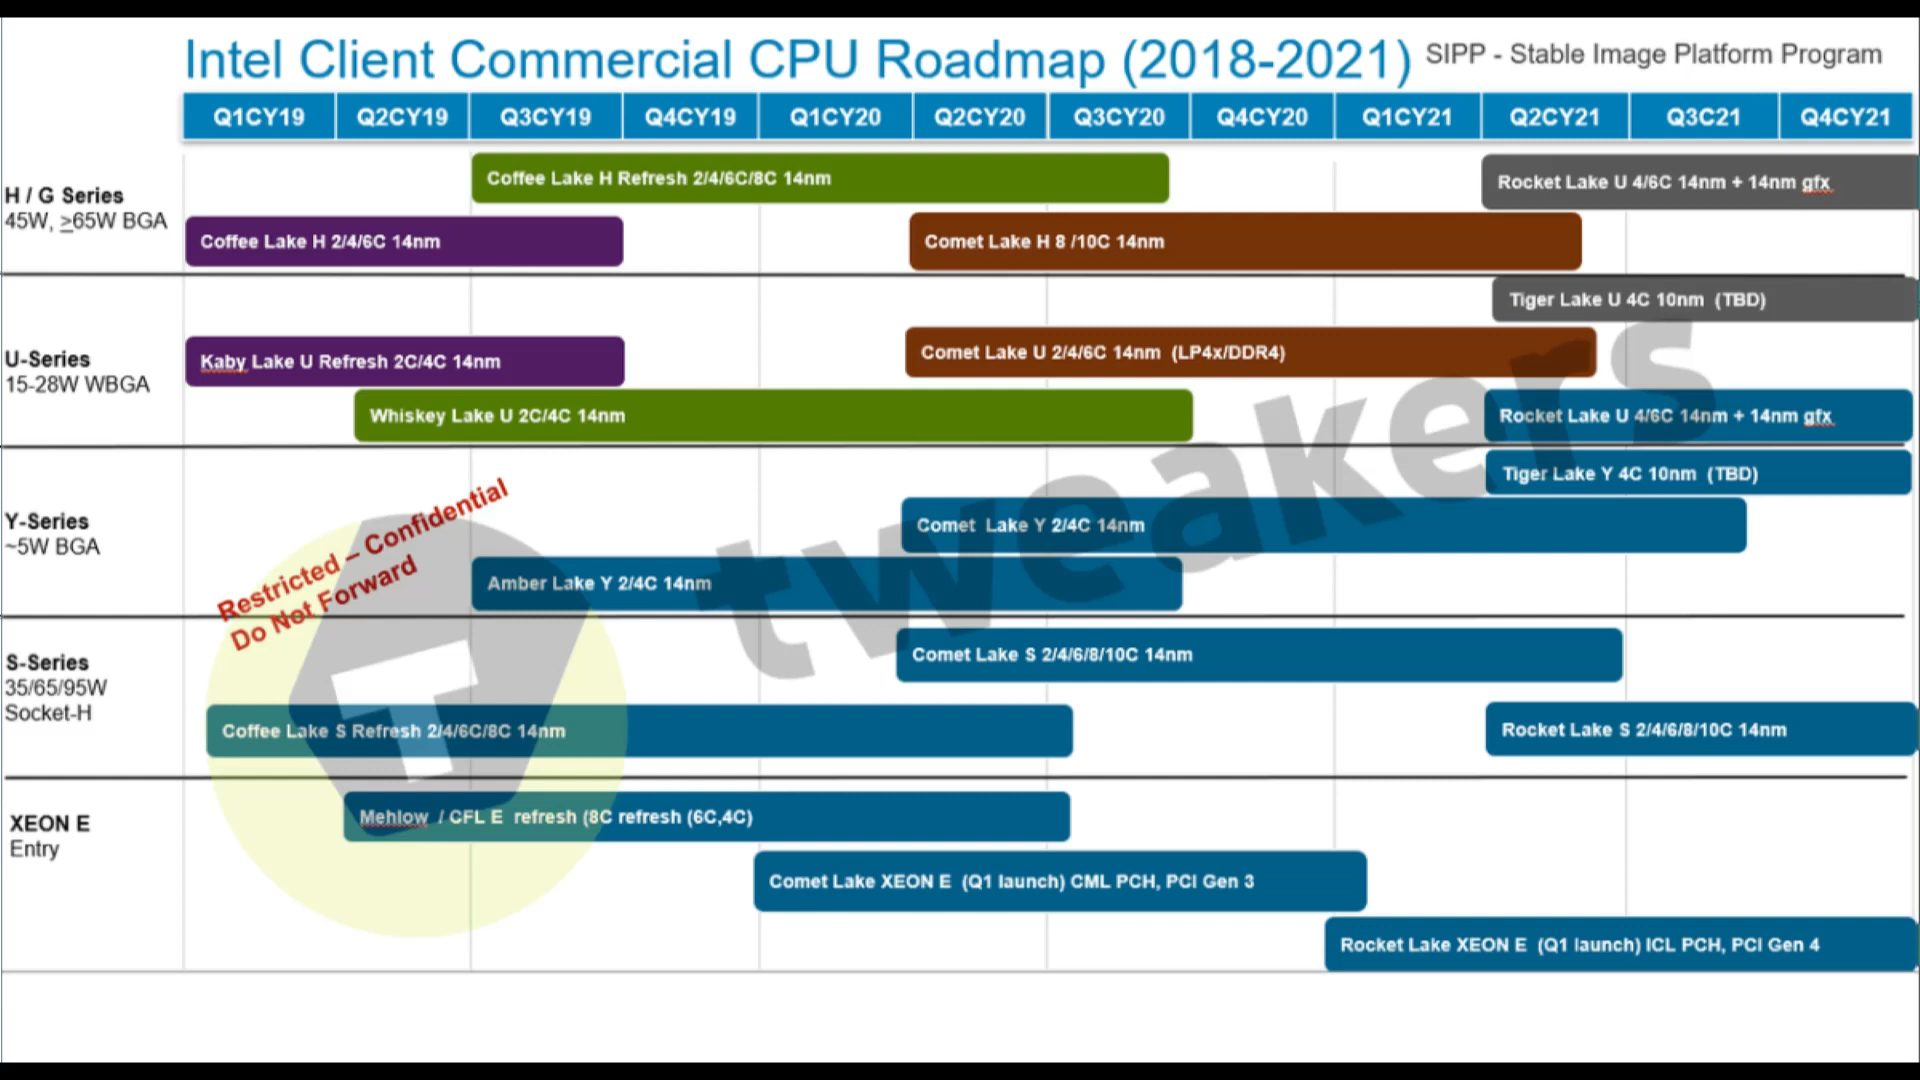 Intel Client Commercial CPU Roadmap (2018-2021) SIPP - Stable Image Platform Program
Q1CY19 Q2CY19 Q3CY19 Q4CY19 Q1CY20 Q2CY20 Q3CY20 Q4CY20 Q1CY21 Q2CY21 Q3C21 Q4CY21
H / G Series
45W, ≥65W BGA
Coffee Lake H Refresh 2/4/6C/8C 14nm
Rocket Lake U 4/6C 14nm + 14nm gfx
Coffee Lake H 2/4/6C 14nm
Comet Lake H 8 /10C 14nm
U-Series
15-28W WBGA
Tiger Lake U 4C 10nm (TBD)
Comet Lake U 2/4/6C 14nm (LP4x/DDR4)
Kaby Lake U Refresh 2C/4C 14nm
Whiskey Lake U 2C/4C 14nm
Rocket Lake U 4/6C 14nm + 14nm gfx
Y-Series
~5W BGA
Tiger Lake Y 4C 10nm (TBD)
Comet Lake Y 2/4C 14nm
Amber Lake Y 2/4C 14nm
Restricted – Confidential
Do Not Forward
tweakers
S-Series
35/65/95W
Socket-H
Comet Lake S 2/4/6/8/10C 14nm
Coffee Lake S Refresh 2/4/6C/8C 14nm
Rocket Lake S 2/4/6/8/10C 14nm
XEON E
Entry
Mehlow / CFL E refresh (8C refresh (6C,4C)
Comet Lake XEON E (Q1 launch) CML PCH, PCI Gen 3
Rocket Lake XEON E (Q1 launch) ICL PCH, PCI Gen 4